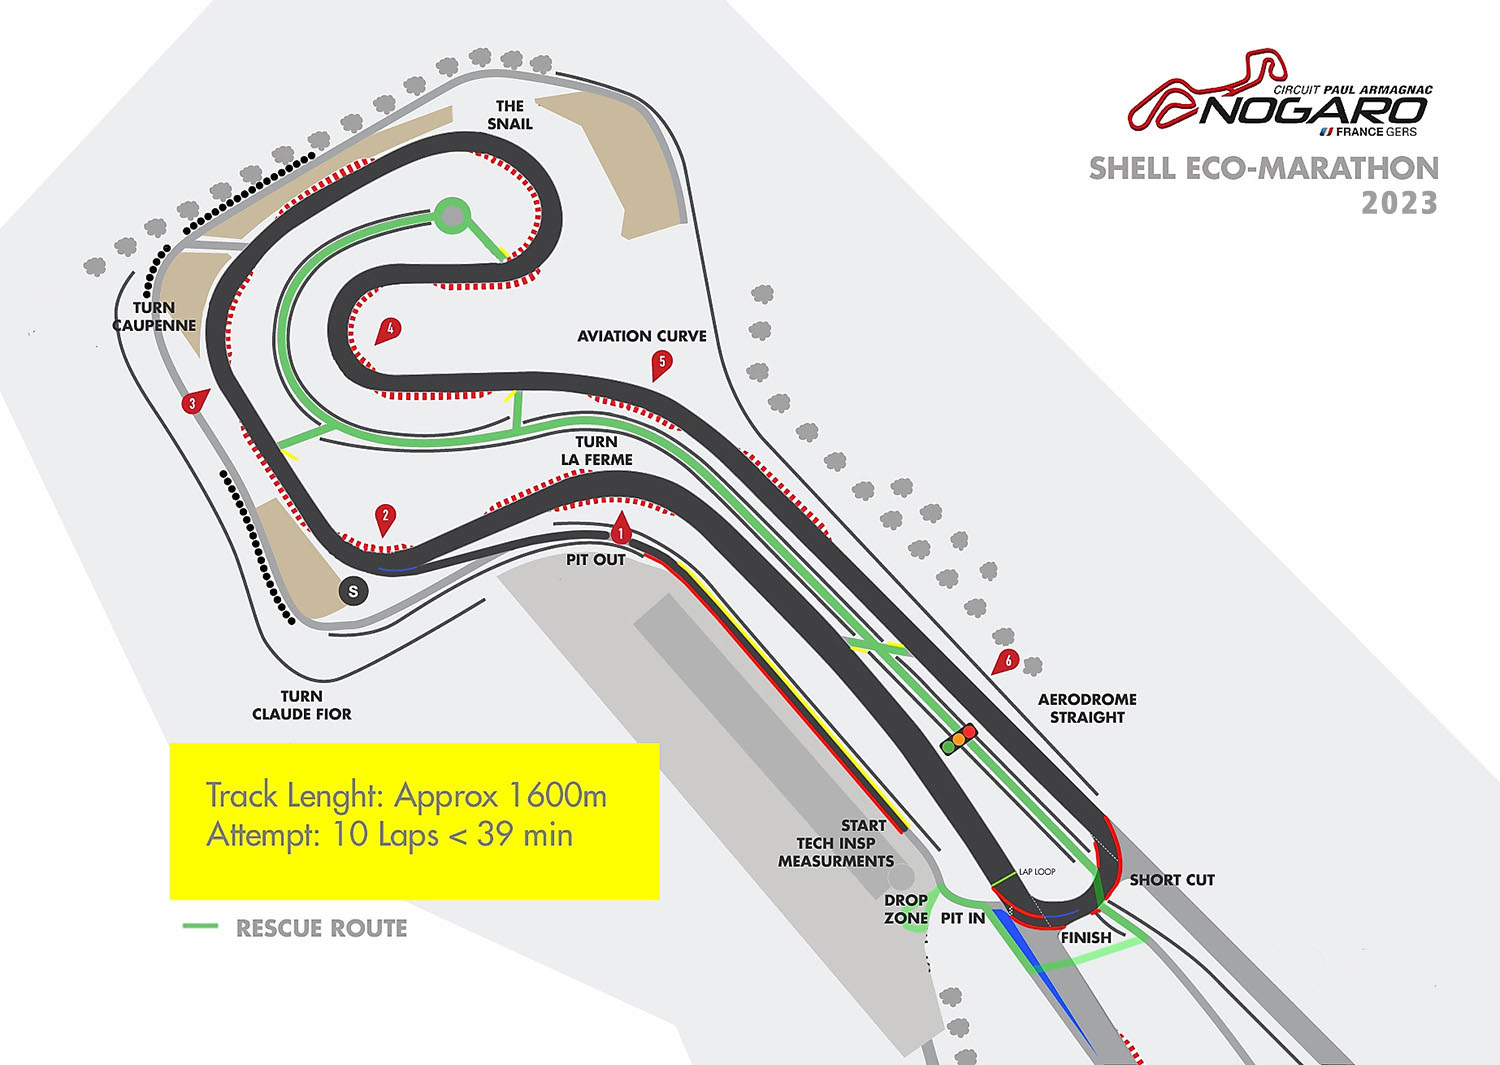 CIRCUIT PAUL ARMAGNAC
NOGARO
FRANCE GERS
SHELL ECO-MARATHON
2023
THE
SNAIL
TURN
CAUPENNE
4
AVIATION CURVE
5
3
TURN
LA FERME
2
1
PIT OUT
S
6
AERODROME
STRAIGHT
TURN
CLAUDE FIOR
Track Lenght: Approx 1600m
Attempt: 10 Laps < 39 min
RESCUE ROUTE
START
TECH INSP
MEASURMENTS
LAP LOOP
SHORT CUT
DROP
ZONE
PIT IN
FINISH